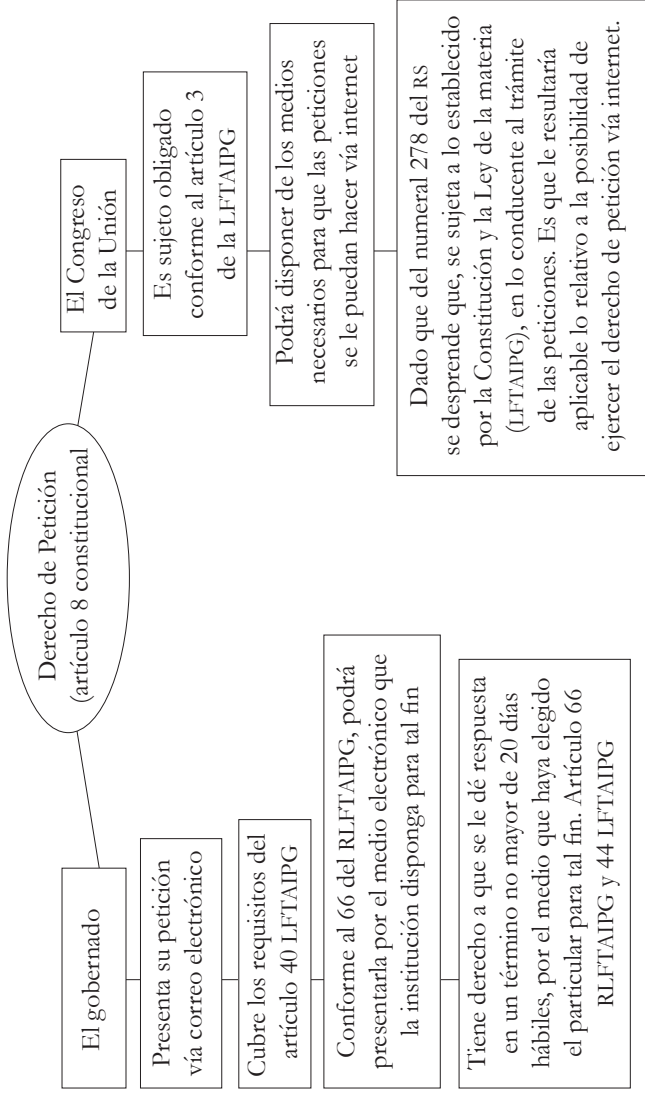 Derecho de Petición
(artículo 8 constitucional
El gobernado
Presenta su petición
vía correo electrónico
Cubre los requisitos del
artículo 40 LFTAIPG
Conforme al 66 del RLFTAIPG, podrá
presentarla por el medio electrónico que
la institución disponga para tal fin
Tiene derecho a que se le dé respuesta
en un término no mayor de 20 días
hábiles, por el medio que haya elegido
el particular para tal fin. Artículo 66
RLFTAIPG y 44 LFTAIPG
El Congreso
de la Unión
Es sujeto obligado
conforme al artículo 3
de la LFTAIPG
Podrá disponer de los medios
necesarios para que las peticiones
se le puedan hacer vía internet
Dado que del numeral 278 del RS
se desprende que, se sujeta a lo establecido
por la Constitución y la Ley de la materia
(LFTAIPG), en lo conducente al trámite
de las peticiones. Es que le resultaría
aplicable lo relativo a la posibilidad de
ejercer el derecho de petición vía internet.